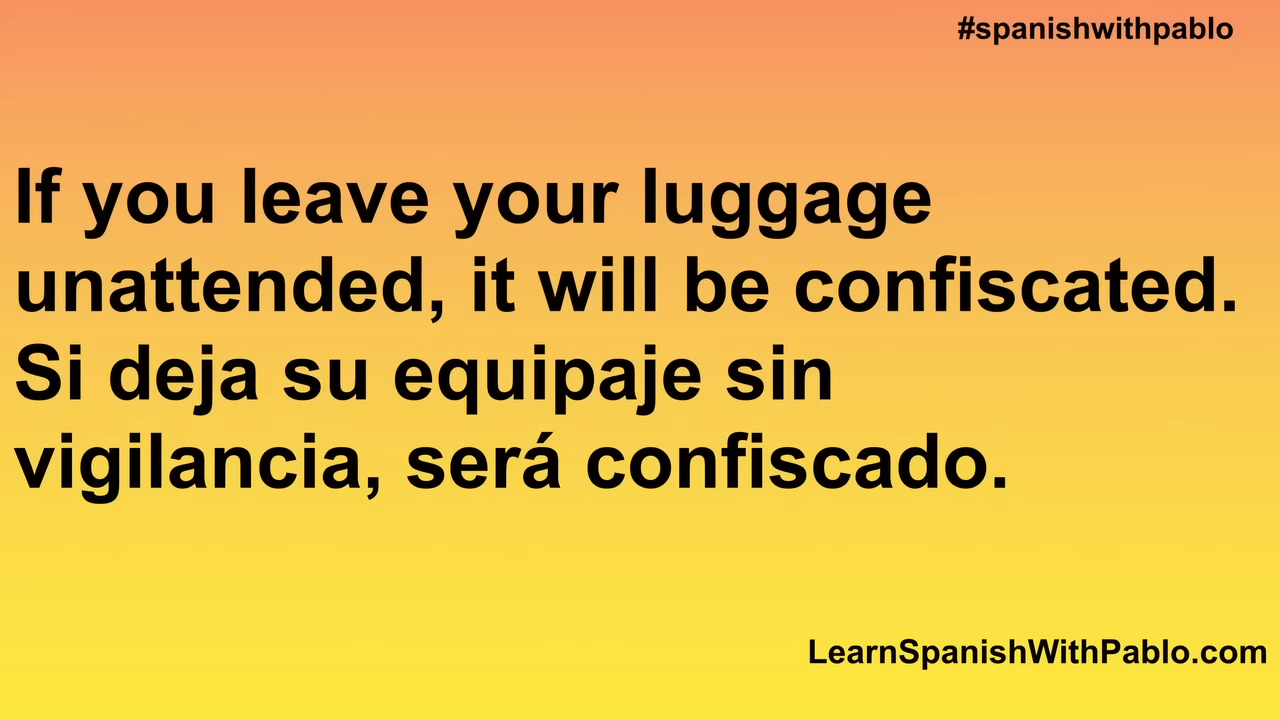 #spanishwithpablo
If you leave your luggage
unattended, it will be confiscated.
Si deja su equipaje sin
vigilancia, será confiscado.
LearnSpanishWithPablo.com